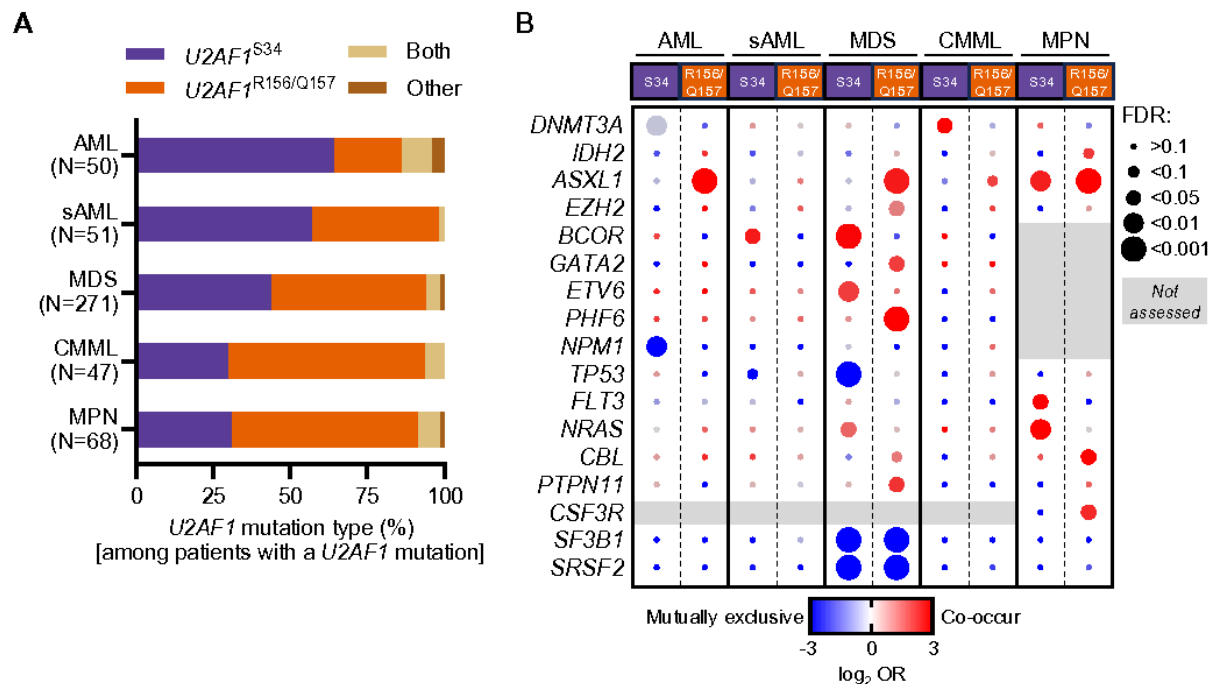 A
U2AF1^S34
Both
U2AF1^R156/Q157
Other
AML
(N=50)
sAML
(N=51)
MDS
(N=271)
CMML
(N=47)
MPN
(N=68)
0 25 50 75 100
U2AF1 mutation type (%)
[among patients with a U2AF1 mutation]
B
AML sAML MDS CMML MPN
S34 R156/Q157 S34 R156/Q157 S34 R156/Q157 S34 R156/Q157 S34 R156/Q157
DNMT3A
IDH2
ASXL1
EZH2
BCOR
GATA2
ETV6
PHF6
NPM1
TP53
FLT3
NRAS
CBL
PTPN11
CSF3R
SF3B1
SRSF2
FDR:
>0.1
<0.1
<0.05
<0.01
<0.001
Not
assessed
Mutually exclusive Co-occur
-3 0 3
log₂ OR